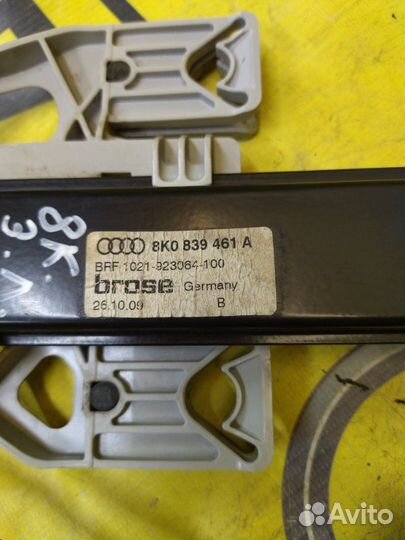 8K0 839 461 A
BRF 1021-923064-100
brose Germany
26.10.09 B
8K.
З.Л
Avito